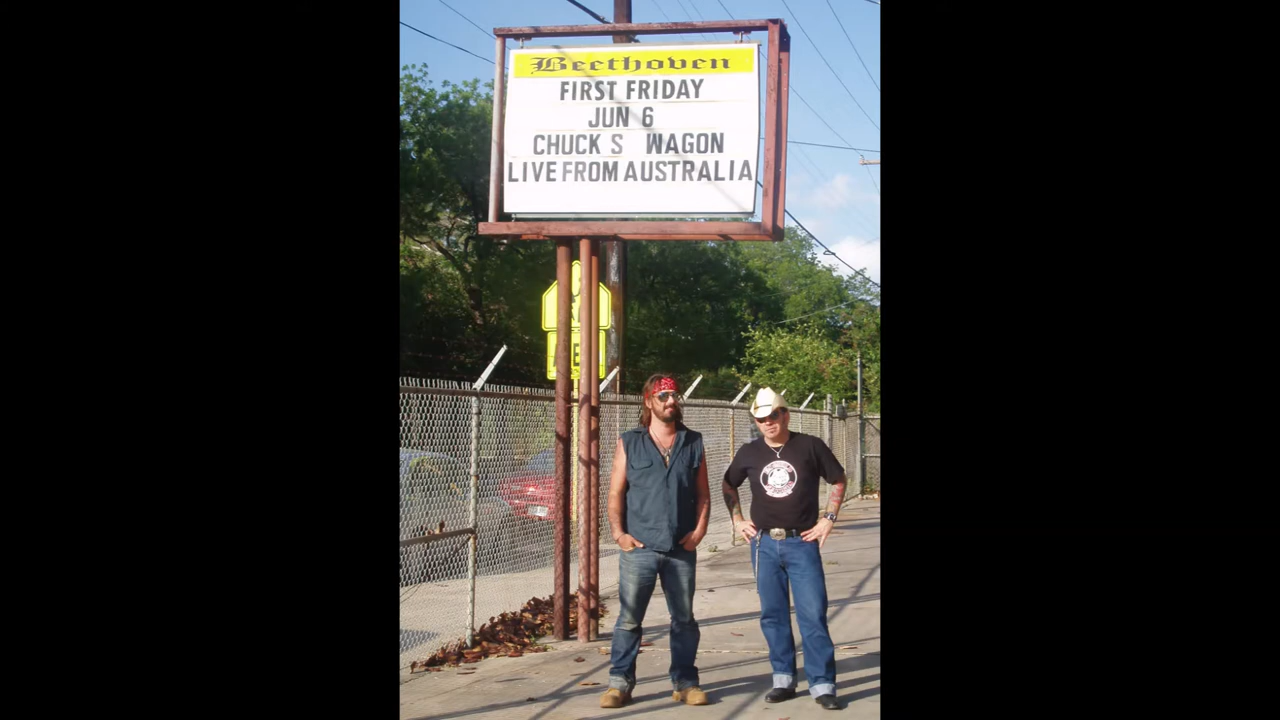 Beethoven
FIRST FRIDAY
JUN 6
CHUCK S WAGON
LIVE FROM AUSTRALIA